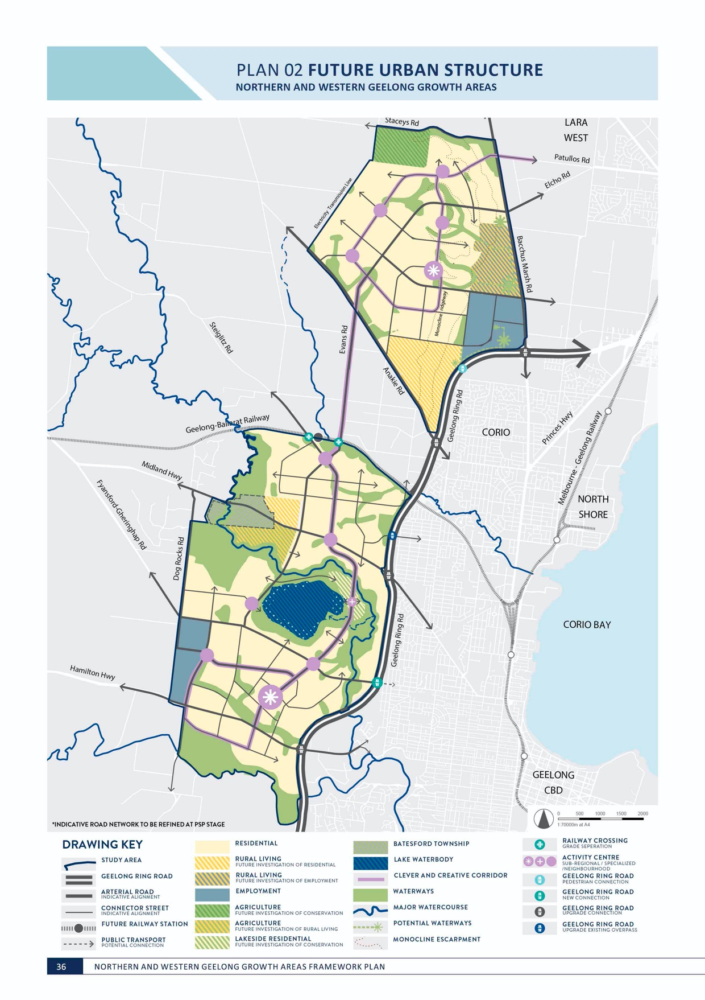 PLAN 02 FUTURE URBAN STRUCTURE
NORTHERN AND WESTERN GEELONG GROWTH AREAS
Staceys Rd
LARA
WEST
Patullos Rd
Elcho Rd
Electricity Transmission Line
Bacchus Marsh Rd
Monocline ridgeway
Steiglitz Rd
Evans Rd
Anakie Rd
Geelong Ring Rd
CORIO
Princes Hwy
Melbourne - Geelong Railway
Geelong-Ballarat Railway
Midland Hwy
Fyansford-Gheringhap Rd
NORTH
SHORE
Dog Rocks Rd
CORIO BAY
Geelong Ring Rd
Hamilton Hwy
GEELONG
CBD
0 500 1000 1500 2000
1:70000m at A4
*INDICATIVE ROAD NETWORK TO BE REFINED AT PSP STAGE
DRAWING KEY
STUDY AREA
GEELONG RING ROAD
ARTERIAL ROAD
INDICATIVE ALIGNMENT
CONNECTOR STREET
INDICATIVE ALIGNMENT
FUTURE RAILWAY STATION
PUBLIC TRANSPORT
POTENTIAL CONNECTION
RESIDENTIAL
RURAL LIVING
FUTURE INVESTIGATION OF RESIDENTIAL
RURAL LIVING
FUTURE INVESTIGATION OF EMPLOYMENT
EMPLOYMENT
AGRICULTURE
FUTURE INVESTIGATION OF CONSERVATION
AGRICULTURE
FUTURE INVESTIGATION OF RURAL LIVING
LAKESIDE RESIDENTIAL
FUTURE INVESTIGATION OF CONSERVATION
BATESFORD TOWNSHIP
LAKE WATERBODY
CLEVER AND CREATIVE CORRIDOR
WATERWAYS
MAJOR WATERCOURSE
POTENTIAL WATERWAYS
MONOCLINE ESCARPMENT
RAILWAY CROSSING
GRADE SEPERATION
ACTIVITY CENTRE
SUB-REGIONAL / SPECIALIZED
/NEIGHBOURHOOD
GEELONG RING ROAD
PEDESTRIAN CONNECTION
GEELONG RING ROAD
NEW CONNECTION
GEELONG RING ROAD
UPGRADE CONNECTION
GEELONG RING ROAD
UPGRADE EXISTING OVERPASS
36 NORTHERN AND WESTERN GEELONG GROWTH AREAS FRAMEWORK PLAN